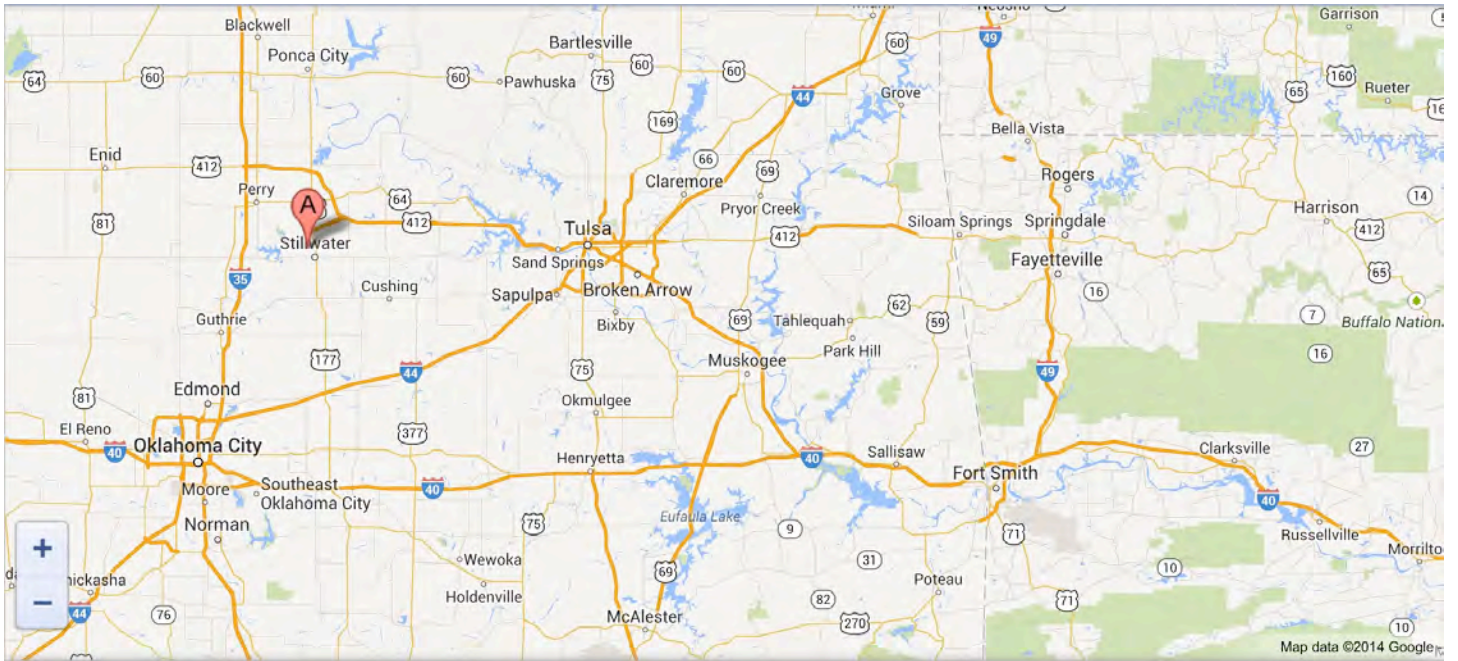 Blackwell
Miami
Neosho
Garrison
5
49
Ponca City
Bartlesville
60
160
64
60
60
Pawhuska
75
60
60
65
Rueter
44
Grove
169
Bella Vista
Enid
412
66
69
Claremore
Rogers
Perry
64
14
A
Pryor Creek
Harrison
81
412
Siloam Springs
Springdale
Tulsa
412
412
Stillwater
Sand Springs
Fayetteville
65
35
Cushing
Sapulpa
Broken Arrow
16
Guthrie
Bixby
69
Tahlequah
62
59
7
Buffalo Nationa
177
Park Hill
16
44
75
Muskogee
49
Edmond
81
Okmulgee
El Reno
377
27
40
Oklahoma City
Henryetta
40
Sallisaw
Clarksville
Moore
Southeast
Oklahoma City
40
Fort Smith
40
Norman
75
Eufaula Lake
9
71
Russellville
+
Wewoka
31
Morrilto
hickasha
Holdenville
69
Poteau
10
−
44
76
82
71
McAlester
270
10
Map data ©2014 Google